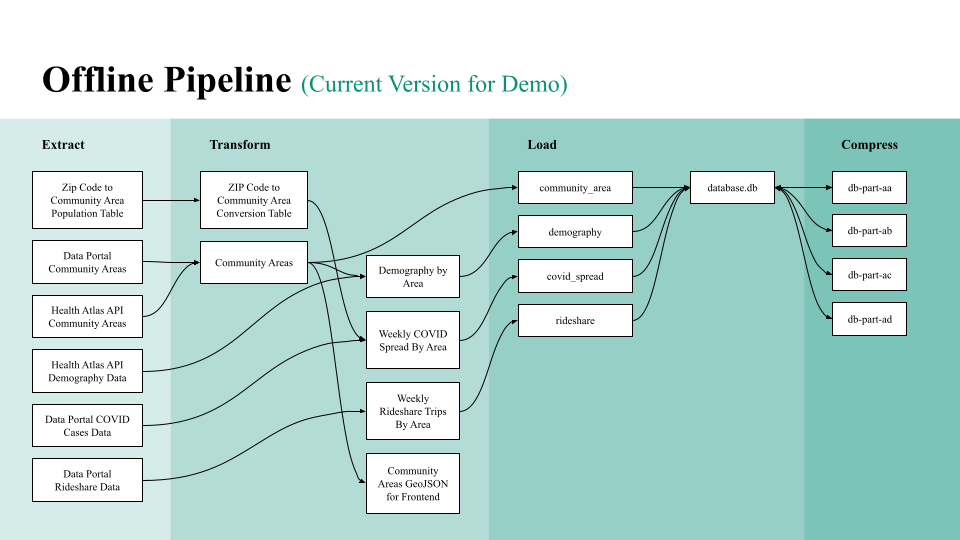 Offline Pipeline (Current Version for Demo)
Extract
Transform
Load
Compress
Zip Code to
Community Area
Population Table
Data Portal
Community Areas
Health Atlas API
Community Areas
Health Atlas API
Demography Data
Data Portal COVID
Cases Data
Data Portal
Rideshare Data
ZIP Code to
Community Area
Conversion Table
Community Areas
Demography by
Area
Weekly COVID
Spread By Area
Weekly
Rideshare Trips
By Area
Community
Areas GeoJSON
for Frontend
community_area
demography
covid_spread
rideshare
database.db
db-part-aa
db-part-ab
db-part-ac
db-part-ad